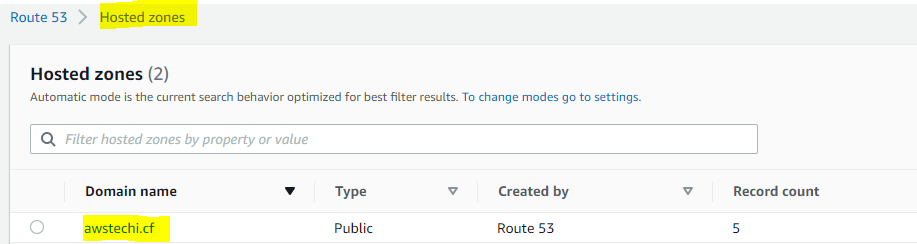 Route 53 > Hosted zones
Hosted zones (2)
Automatic mode is the current search behavior optimized for best filter results. To change modes go to settings.
Filter hosted zones by property or value
Domain name Type Created by Record count
awstechi.cf Public Route 53 5